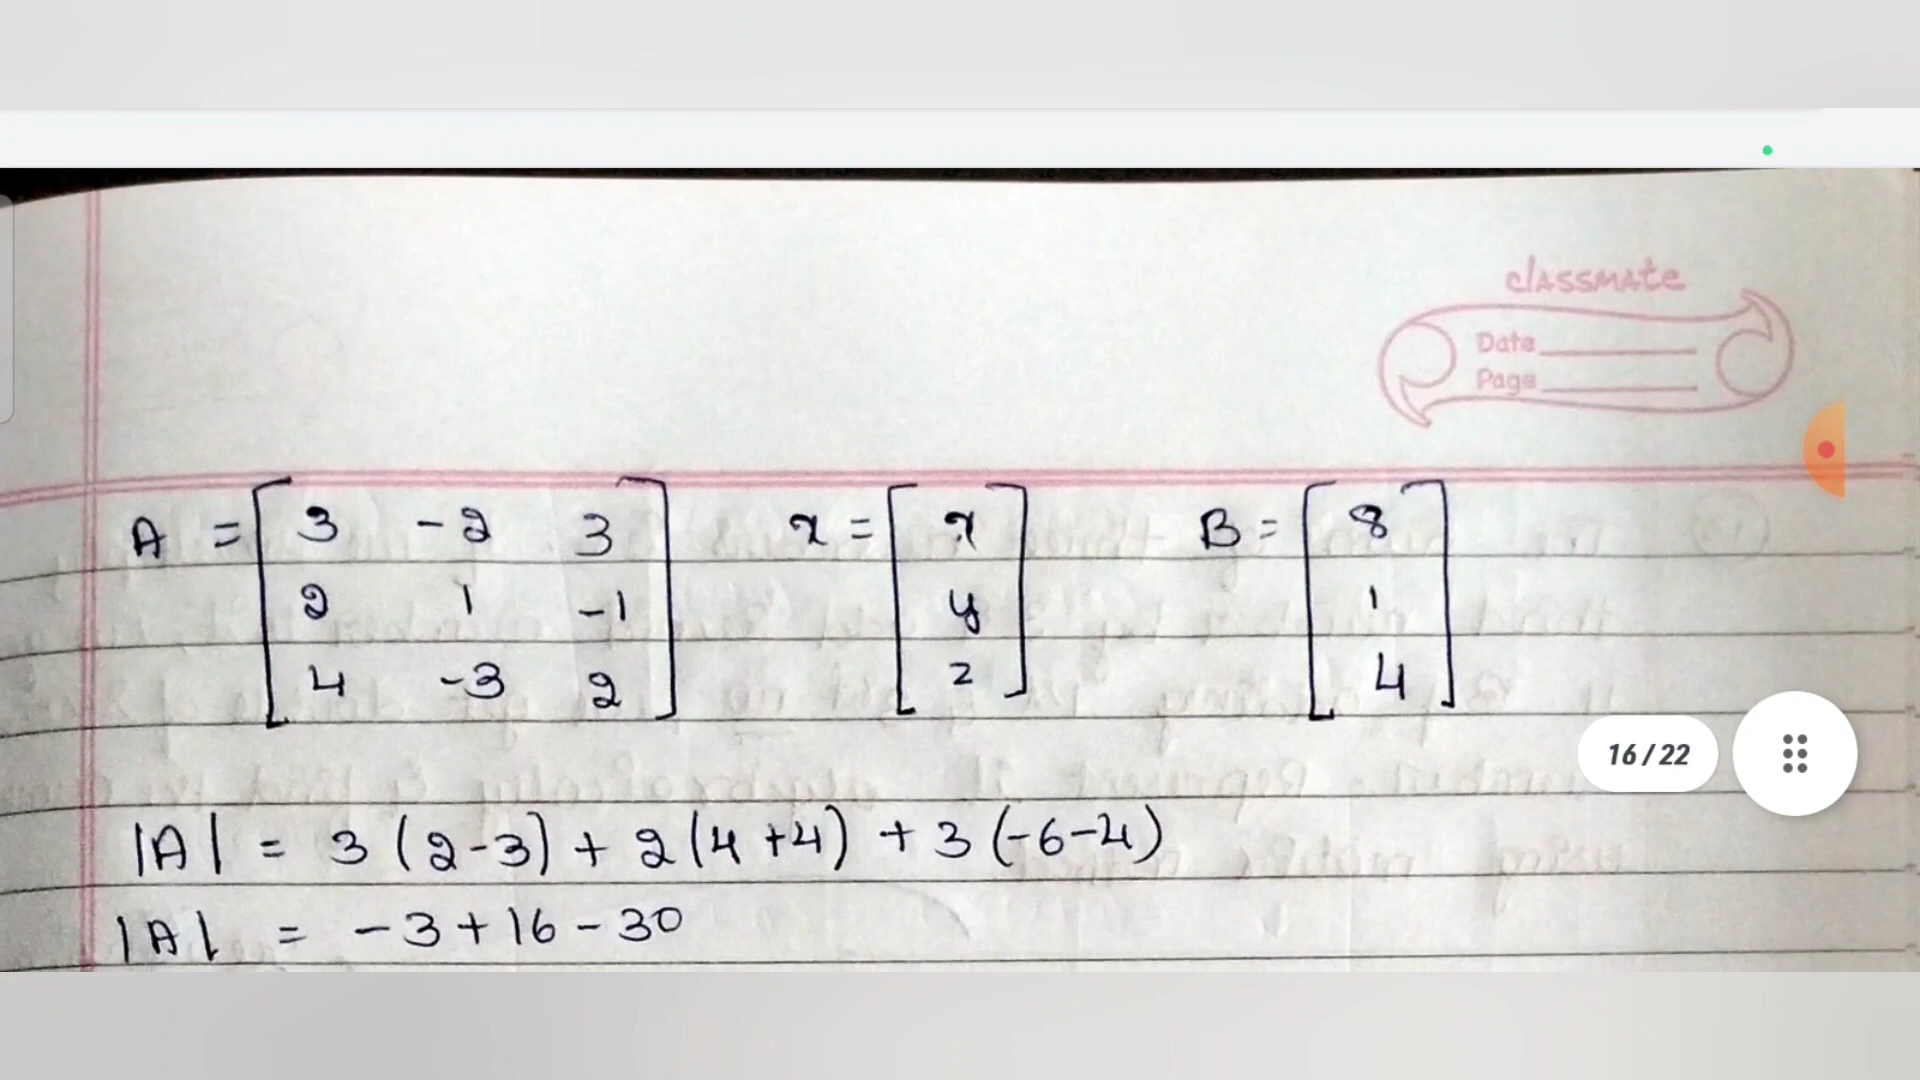 classmate
Date
Page
A = [ 3 -2 3 x = [ x B = [ 8
2 1 -1 y 1
4 -3 2 ] z ] 4 ]
16/22
|A| = 3(2-3) + 2(4+4) + 3(-6-4)
|A| = -3+16-30